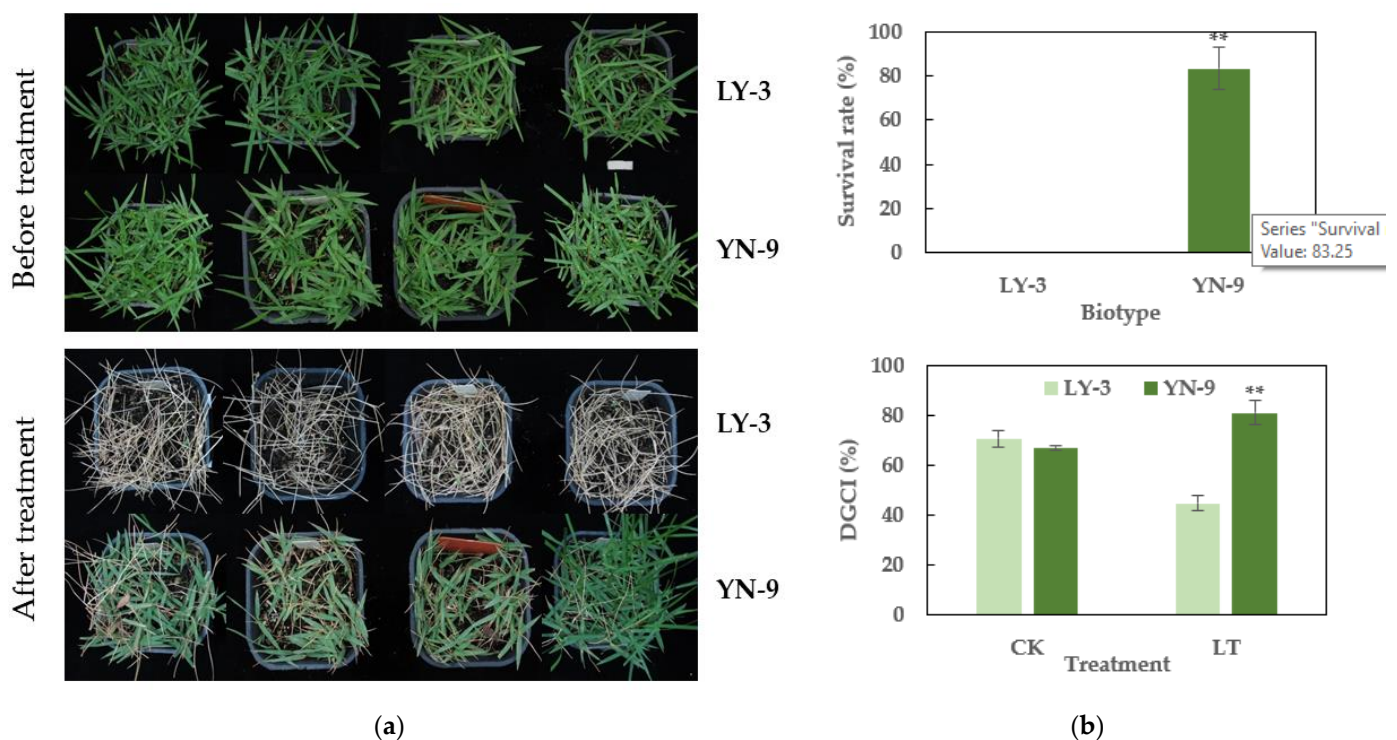 Before treatment
LY-3
YN-9
After treatment
LY-3
YN-9
(a)
100
80
60
40
20
0
Survival rate (%)
**
Series "Survival
Value: 83.25
LY-3
YN-9
Biotype
100
80
60
40
20
0
DGCI (%)
LY-3
YN-9
**
CK
LT
Treatment
(b)